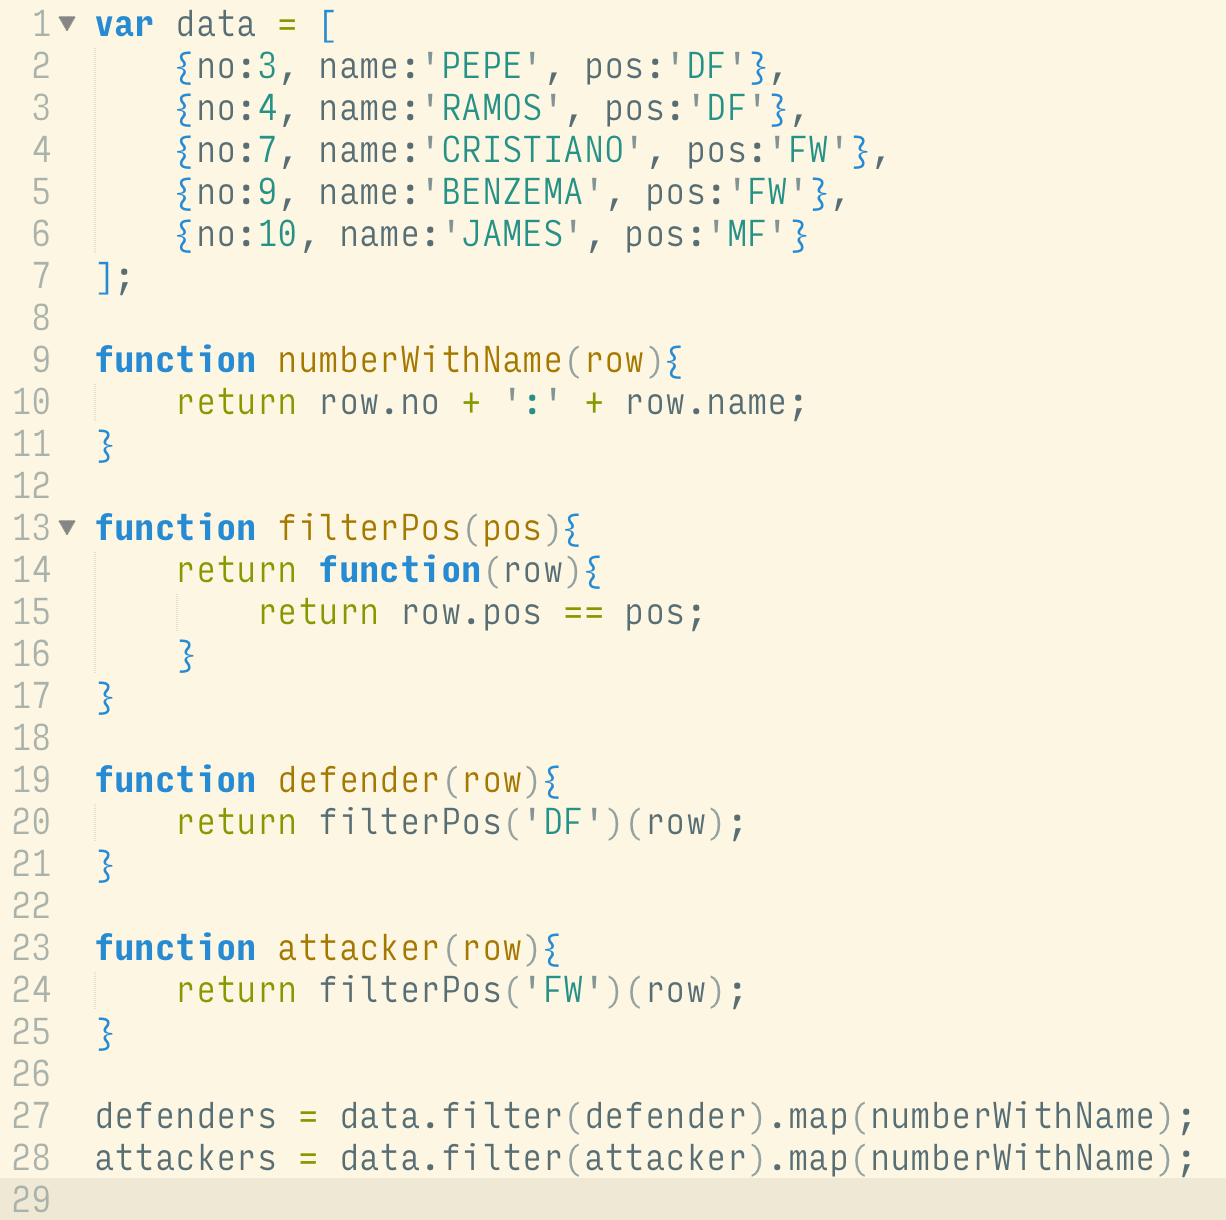 1 ▼ var data = [
2     {no:3, name:'PEPE', pos:'DF'},
3     {no:4, name:'RAMOS', pos:'DF'},
4     {no:7, name:'CRISTIANO', pos:'FW'},
5     {no:9, name:'BENZEMA', pos:'FW'},
6     {no:10, name:'JAMES', pos:'MF'}
7 ];
8
9 function numberWithName(row){
10     return row.no + ':' + row.name;
11 }
12
13 ▼ function filterPos(pos){
14     return function(row){
15         return row.pos == pos;
16     }
17 }
18
19 function defender(row){
20     return filterPos('DF')(row);
21 }
22
23 function attacker(row){
24     return filterPos('FW')(row);
25 }
26
27 defenders = data.filter(defender).map(numberWithName);
28 attackers = data.filter(attacker).map(numberWithName);
29